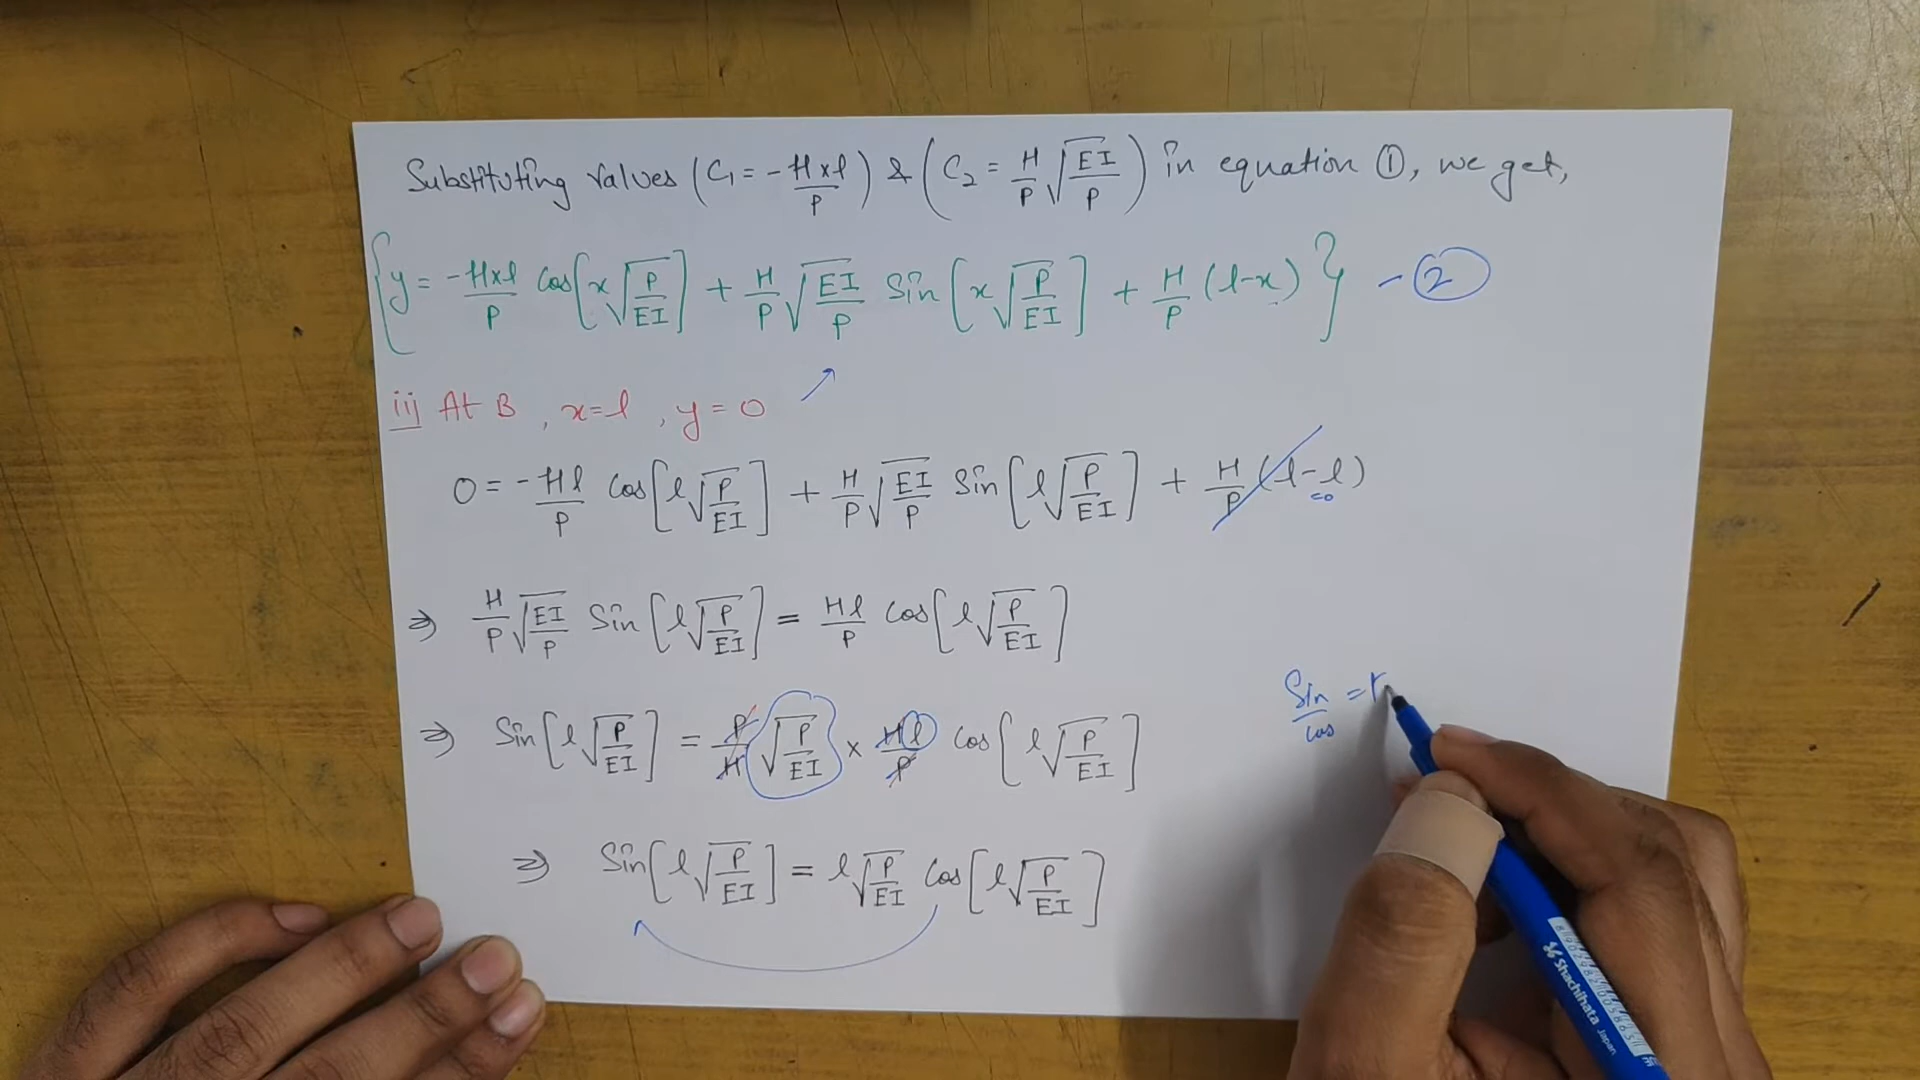 Substituting values (C₁ = -H×l/P) & (C₂ = H/P √(EI/P)) in equation ①, we get,
{y = -H×l/P cos[x√(P/EI)] + H/P √(EI/P) sin[x√(P/EI)] + H/P (l-x)} - ②
ii) At B, x=l, y=0
0 = -Hl/P cos[l√(P/EI)] + H/P √(EI/P) sin[l√(P/EI)] + H/P (l-l)
=0
⇒ H/P √(EI/P) sin[l√(P/EI)] = Hl/P cos[l√(P/EI)]
⇒ sin[l√(P/EI)] = P/H √(P/EI) × Hl/P cos[l√(P/EI)]
sin/cos =
⇒ sin[l√(P/EI)] = l√(P/EI) cos[l√(P/EI)]
Shachihata Japan